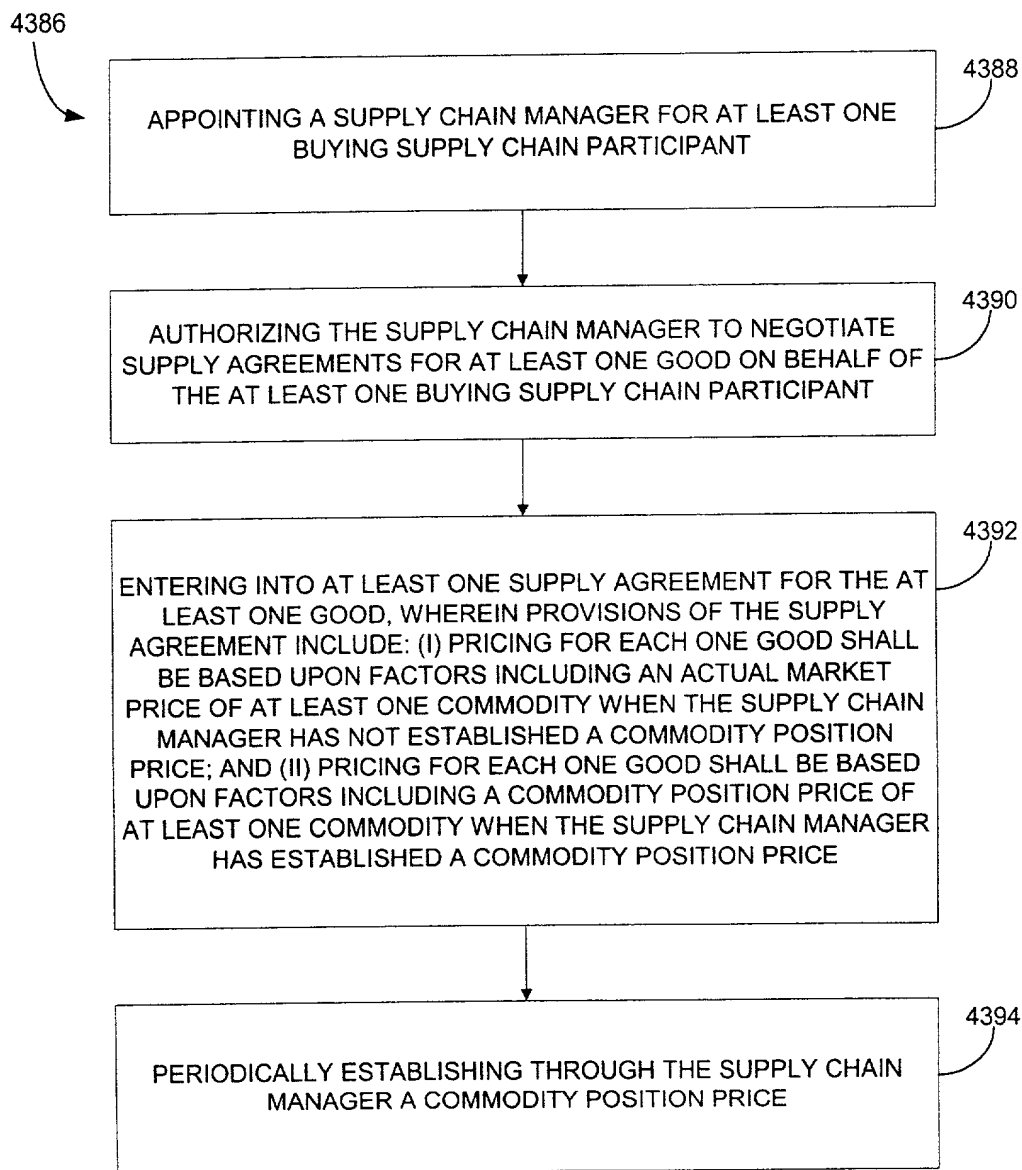 4386
4388
APPOINTING A SUPPLY CHAIN MANAGER FOR AT LEAST ONE
BUYING SUPPLY CHAIN PARTICIPANT
4390
AUTHORIZING THE SUPPLY CHAIN MANAGER TO NEGOTIATE
SUPPLY AGREEMENTS FOR AT LEAST ONE GOOD ON BEHALF OF
THE AT LEAST ONE BUYING SUPPLY CHAIN PARTICIPANT
4392
ENTERING INTO AT LEAST ONE SUPPLY AGREEMENT FOR THE AT
LEAST ONE GOOD, WHEREIN PROVISIONS OF THE SUPPLY
AGREEMENT INCLUDE: (I) PRICING FOR EACH ONE GOOD SHALL
BE BASED UPON FACTORS INCLUDING AN ACTUAL MARKET
PRICE OF AT LEAST ONE COMMODITY WHEN THE SUPPLY CHAIN
MANAGER HAS NOT ESTABLISHED A COMMODITY POSITION
PRICE; AND (II) PRICING FOR EACH ONE GOOD SHALL BE BASED
UPON FACTORS INCLUDING A COMMODITY POSITION PRICE OF
AT LEAST ONE COMMODITY WHEN THE SUPPLY CHAIN MANAGER
HAS ESTABLISHED A COMMODITY POSITION PRICE
4394
PERIODICALLY ESTABLISHING THROUGH THE SUPPLY CHAIN
MANAGER A COMMODITY POSITION PRICE